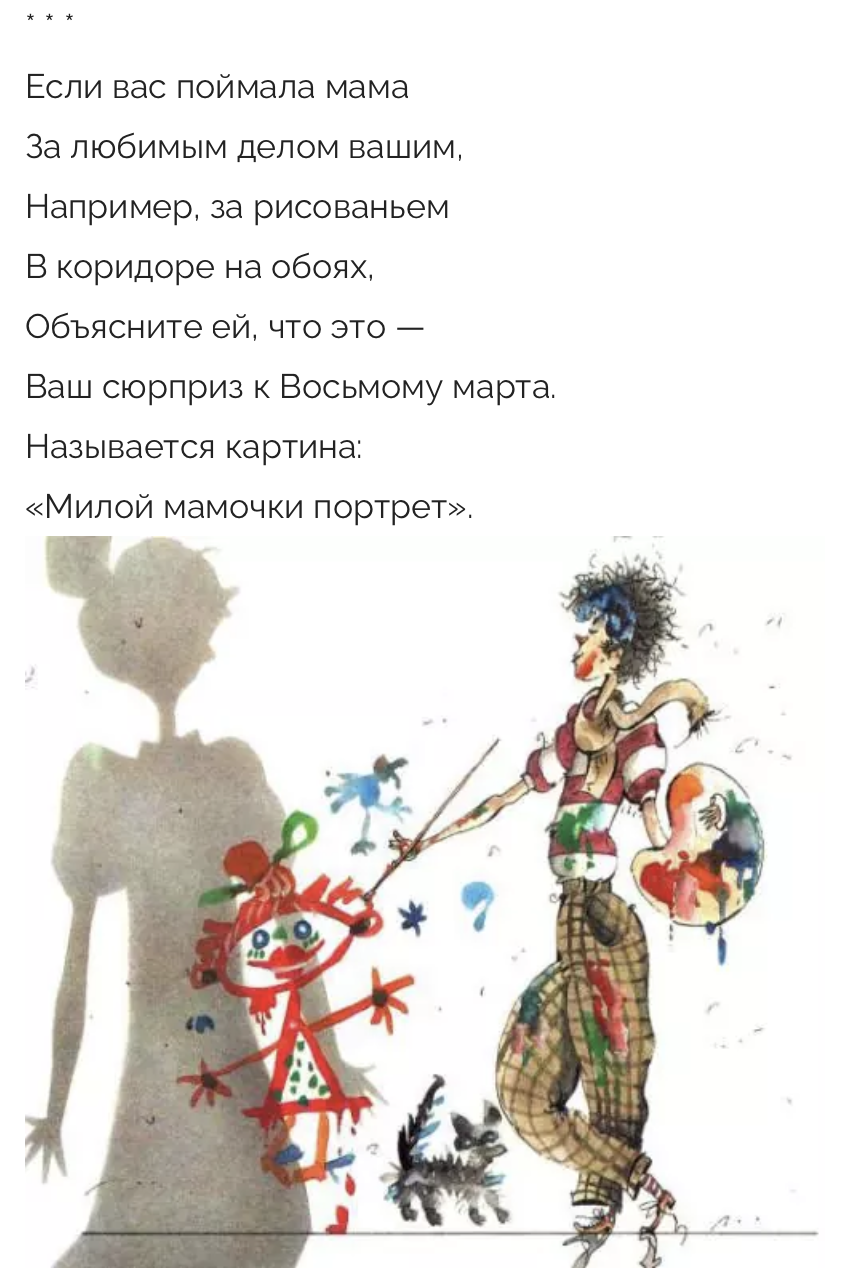 * * *
Если вас поймала мама
За любимым делом вашим,
Например, за рисованьем
В коридоре на обоях,
Объясните ей, что это —
Ваш сюрприз к Восьмому марта.
Называется картина:
«Милой мамочки портрет».